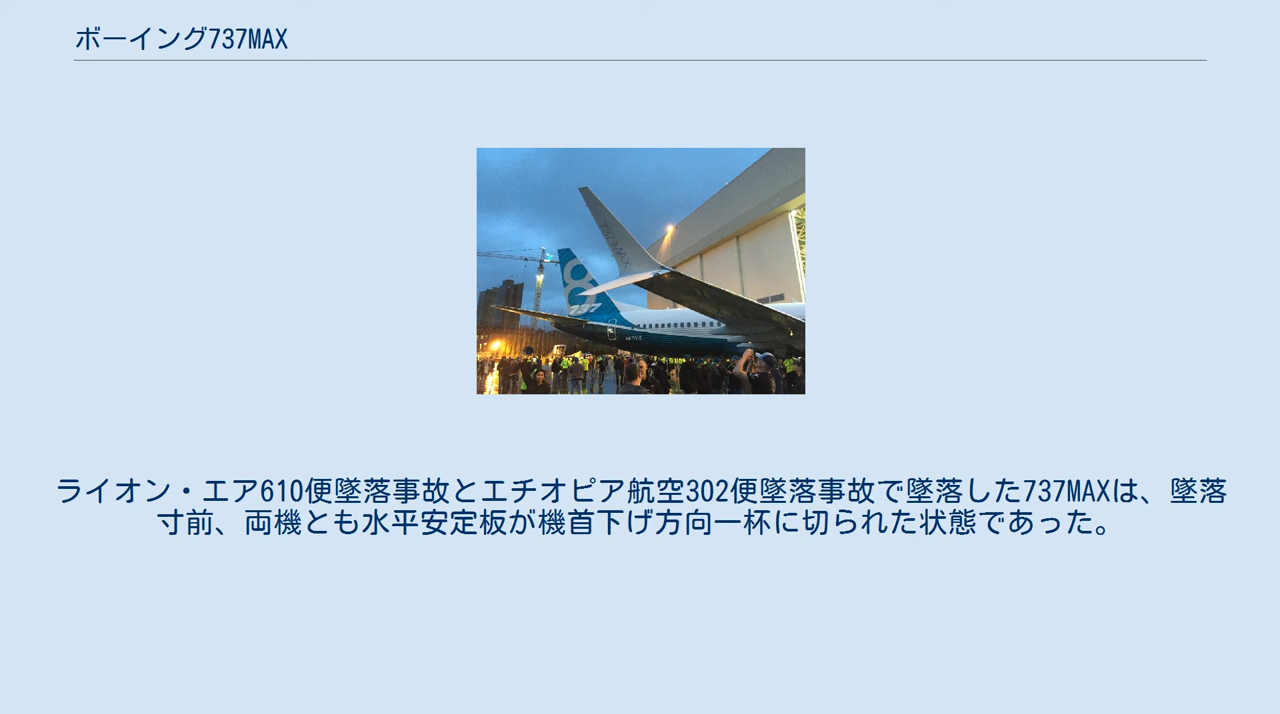 ボーイング737MAX
737 MAX
8
737
ライオン・エア610便墜落事故とエチオピア航空302便墜落事故で墜落した737MAXは、墜落
寸前、両機とも水平安定板が機首下げ方向一杯に切られた状態であった。